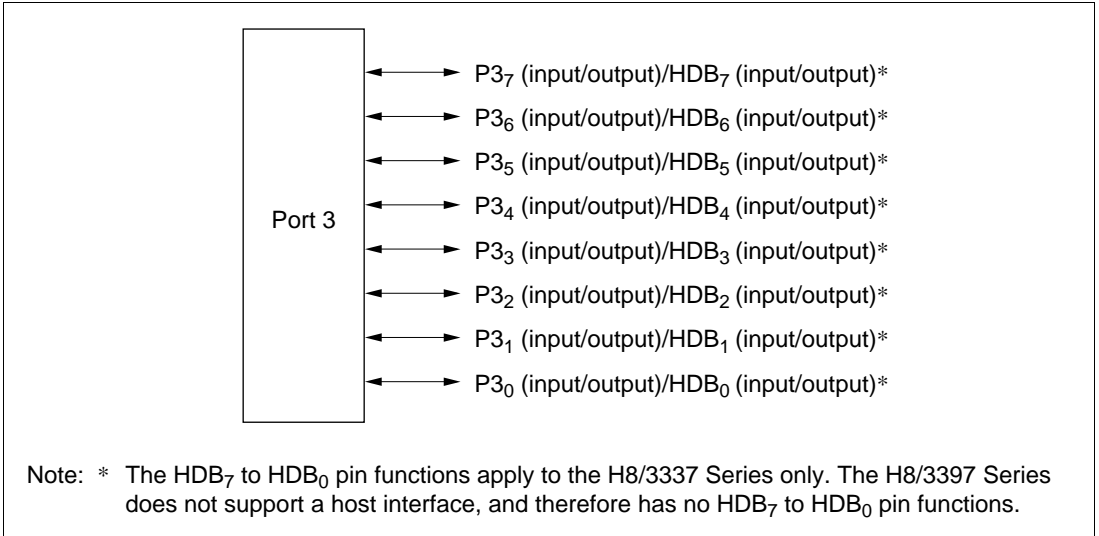 P3₇ (input/output)/HDB₇ (input/output)*
P3₆ (input/output)/HDB₆ (input/output)*
P3₅ (input/output)/HDB₅ (input/output)*
P3₄ (input/output)/HDB₄ (input/output)*
Port 3
P3₃ (input/output)/HDB₃ (input/output)*
P3₂ (input/output)/HDB₂ (input/output)*
P3₁ (input/output)/HDB₁ (input/output)*
P3₀ (input/output)/HDB₀ (input/output)*
Note: * The HDB₇ to HDB₀ pin functions apply to the H8/3337 Series only. The H8/3397 Series
does not support a host interface, and therefore has no HDB₇ to HDB₀ pin functions.